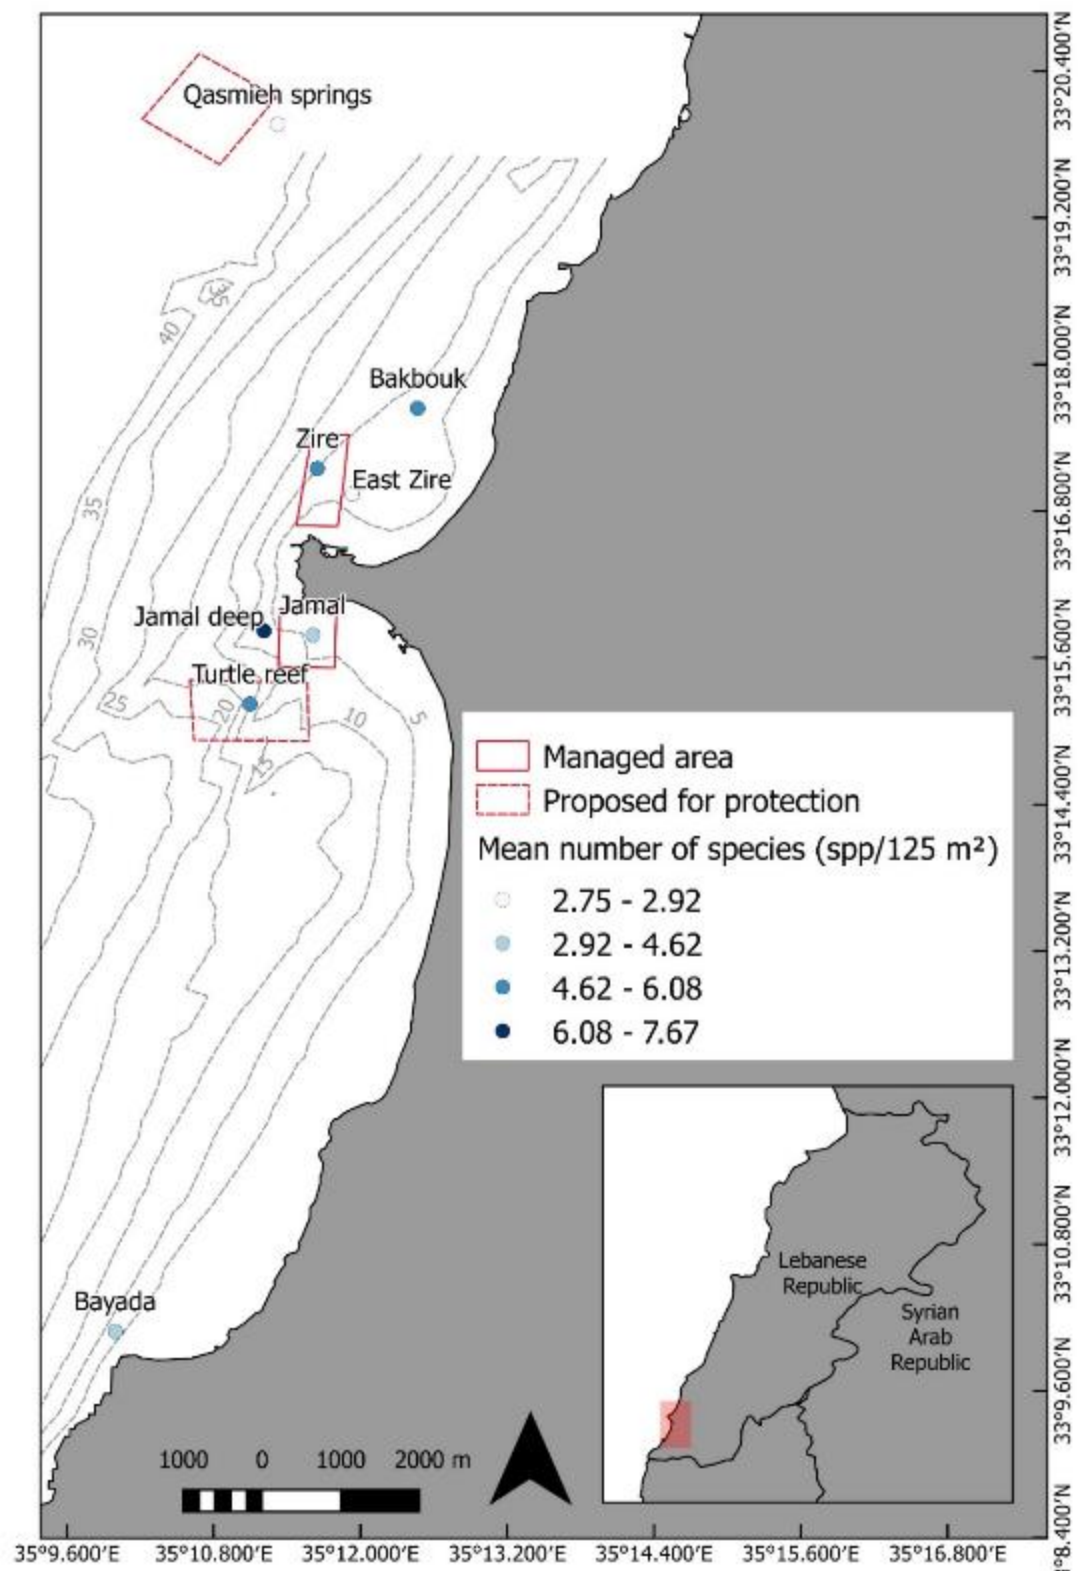 Qasmieh springs
33°20.400'N
33°19.200'N
35
40
33°18.000'N
Bakbouk
Zire
East Zire
33°16.800'N
35
Jamal deep
Jamal
30
33°15.600'N
Turtle reef
25
20
10
5
15
33°14.400'N
Managed area
Proposed for protection
Mean number of species (spp/125 m²)
2.75 - 2.92
2.92 - 4.62
4.62 - 6.08
6.08 - 7.67
33°13.200'N
33°12.000'N
33°10.800'N
Lebanese
Republic
Syrian
Arab
Republic
Bayada
33°9.600'N
1000 0 1000 2000 m
°8.400'N
35°9.600'E 35°10.800'E 35°12.000'E 35°13.200'E 35°14.400'E 35°15.600'E 35°16.800'E